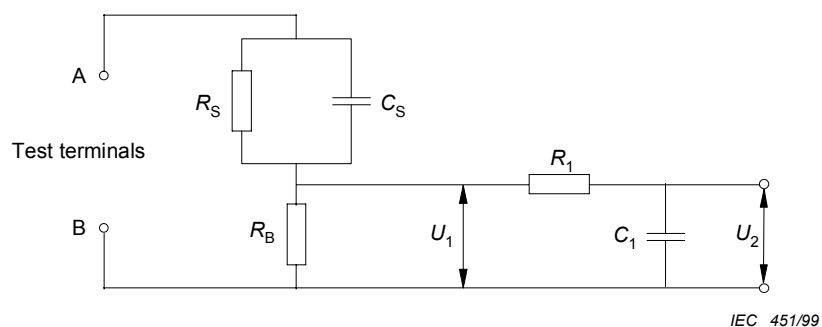 A
R_S
C_S
Test terminals
R_1
B
R_B
U_1
C_1
U_2
IEC 451/99